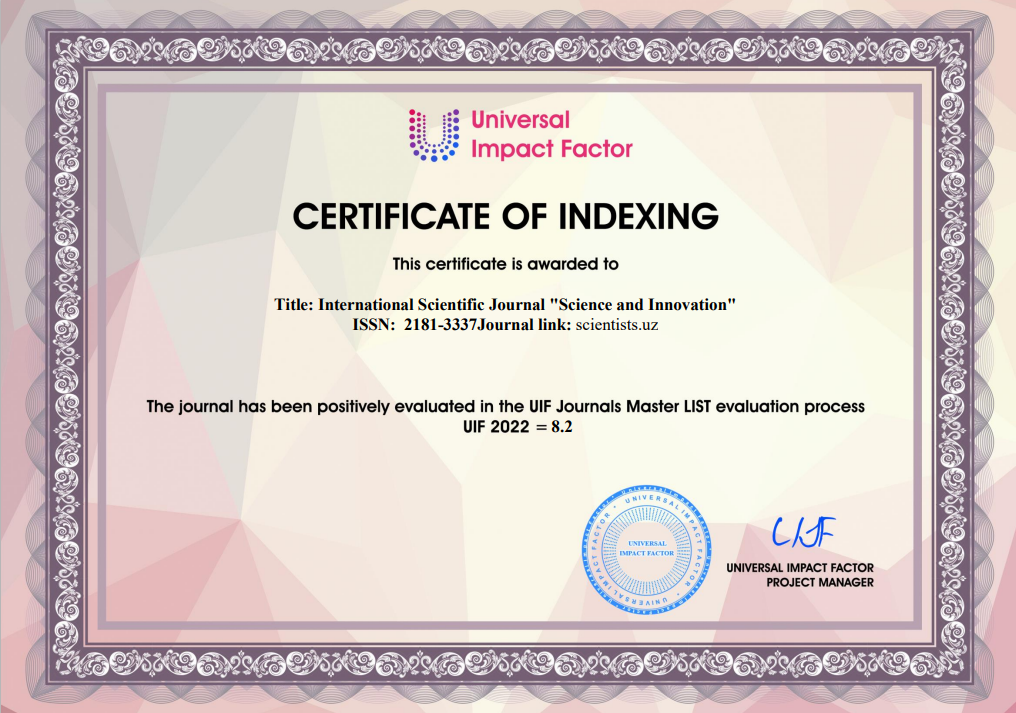 Universal
Impact Factor
CERTIFICATE OF INDEXING
This certificate is awarded to
Title: International Scientific Journal "Science and Innovation"
ISSN: 2181-3337Journal link: scientists.uz
The journal has been positively evaluated in the UIF Journals Master LIST evaluation process
UIF 2022 = 8.2
UNIVERSAL IMPACT FACTOR • UNIVERSAL IMPACT FACTOR •
UNIVERSAL
IMPACT FACTOR
UNIVERSAL IMPACT FACTOR
PROJECT MANAGER